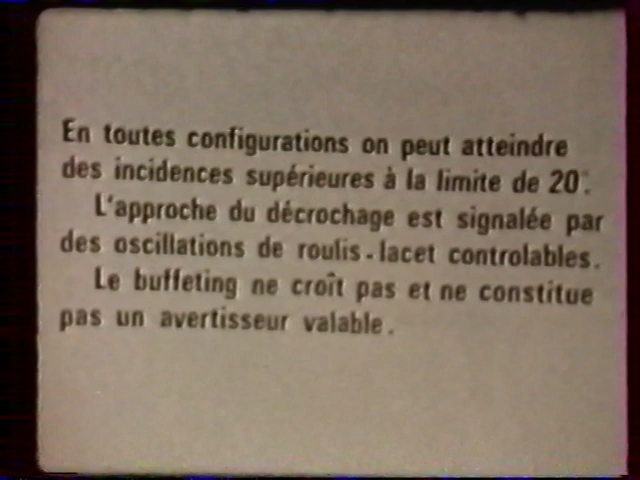 En toutes configurations on peut atteindre
des incidences supérieures à la limite de 20°.
L'approche du décrochage est signalée par
des oscillations de roulis-lacet controlables.
Le buffeting ne croît pas et ne constitue
pas un avertisseur valable.